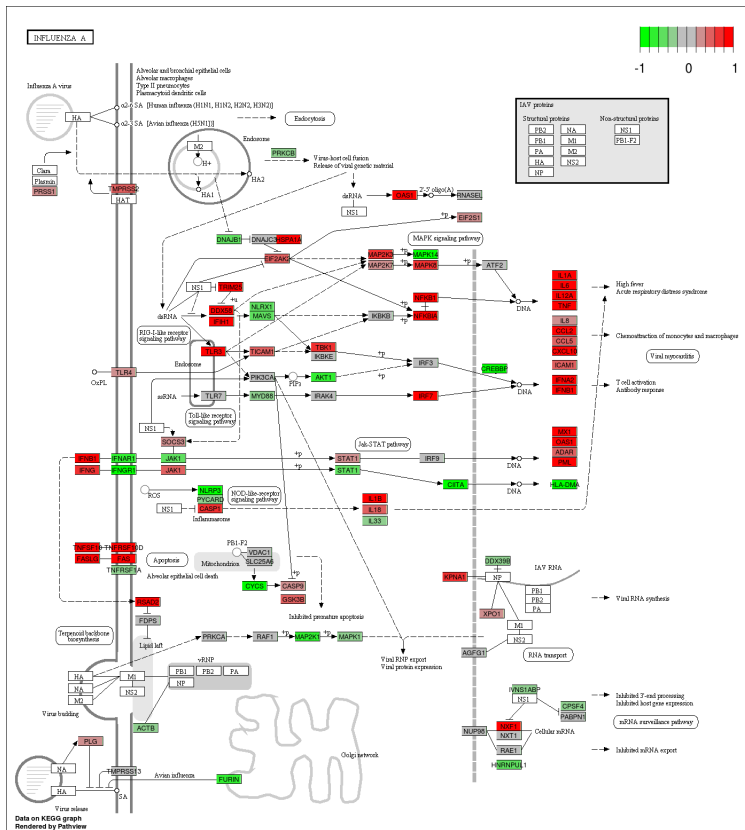 INFLUENZA A
-1 0 1
Influenza A virus
HA
Alveolar and bronchial epithelial cells
Alveolar macrophages
Type II pneumocytes
Plasmacytoid dendritic cells
α2-6 SA [Human influenza (H1N1, H1N2, H2N2, H3N2)]
α2-3 SA [Avian influenza (H5N1)]
Endocytosis
Endosome
M2
H+
HA1
HA2
PRKCB
Virus-host cell fusion
Release of viral genetic material
IAV proteins
Structural proteins
Non-structural proteins
PB2
PB1
PA
HA
NP
NA
M1
M2
NS2
NS1
PB1-F2
Clara
Plasmin
PRSS1
TMPRSS2
HAT
dsRNA
NS1
OAS1
2'-5' oligo(A)
RNASEL
+p
EIF2S1
DNAJB1
DNAJC3
HSPA1A
EIF2AK2
MAPK signaling pathway
MAP2K3
+p
MAPK14
MAP2K7
+p
MAPK8
ATF2
DNA
NS1
TRIM25
+u
DDX58
IFIH1
dsRNA
NLRX1
MAVS
IKBKB
+p
NFKB1
NFKBIA
RIG-I-like receptor
signaling pathway
Endosome
TLR3
TICAM1
TBK1
IKBKE
+p
+p
IRF3
CREBBP
OxPL
TLR4
PIK3CA
PIP3
AKT1
ssRNA
TLR7
MYD88
IRAK4
+p
IRF7
DNA
Toll-like receptor
signaling pathway
NS1
SOCS3
Jak-STAT pathway
IFNB1
IFNAR1
JAK1
+p
STAT1
IRF9
DNA
IFNG
IFNGR1
JAK1
+p
STAT1
CIITA
DNA
HLA-DMA
IL1A
IL6
IL12A
TNF
IL8
CCL2
CCL5
CXCL10
ICAM1
IFNA2
IFNB1
MX1
OAS1
ADAR
PML
High fever
Acute respiratory distress syndrome
Chemoattraction of monocytes and macrophages
Viral myocarditis
T cell activation
Antibody response
ROS
NLRP3
PYCARD
NS1
CASP1
Inflammasome
NOD-like-receptor
signaling pathway
IL1B
IL18
IL33
TNFSF10
TNFRSF10D
FASLG
FAS
TNFRSF1A
Apoptosis
Alveolar epithelial cell death
PB1-F2
VDAC1
SLC25A6
Mitochondrion
CYCS
CASP9
+p
GSK3B
Inhibited premature apoptosis
RSAD2
FDPS
Terpenoid backbone
biosynthesis
Lipid laft
PRKCA
RAF1
+p
MAP2K1
+p
MAPK1
Viral RNP export
Viral protein expression
KPNA1
DDX39B
NP
IAV RNA
PB1
PB2
PA
XPO1
M1
NS2
AGFG1
Viral RNA synthesis
RNA transport
vRNP
PB1
PB2
PA
NP
HA
NA
M2
M1
NS2
Virus budding
ACTB
Golgi network
IVNS1ABP
NS1
CPSF4
PABPN1
Inhibited 3'-end processing
Inhibited host gene expression
mRNA surveillance pathway
NUP98
NXF1
NXT1
RAE1
HNRNPUL1
Cellular mRNA
Inhibited mRNA export
PLG
NA
HA
TMPRSS13
SA
Avian influenza
FURIN
Virus release
Data on KEGG graph
Rendered by Pathview